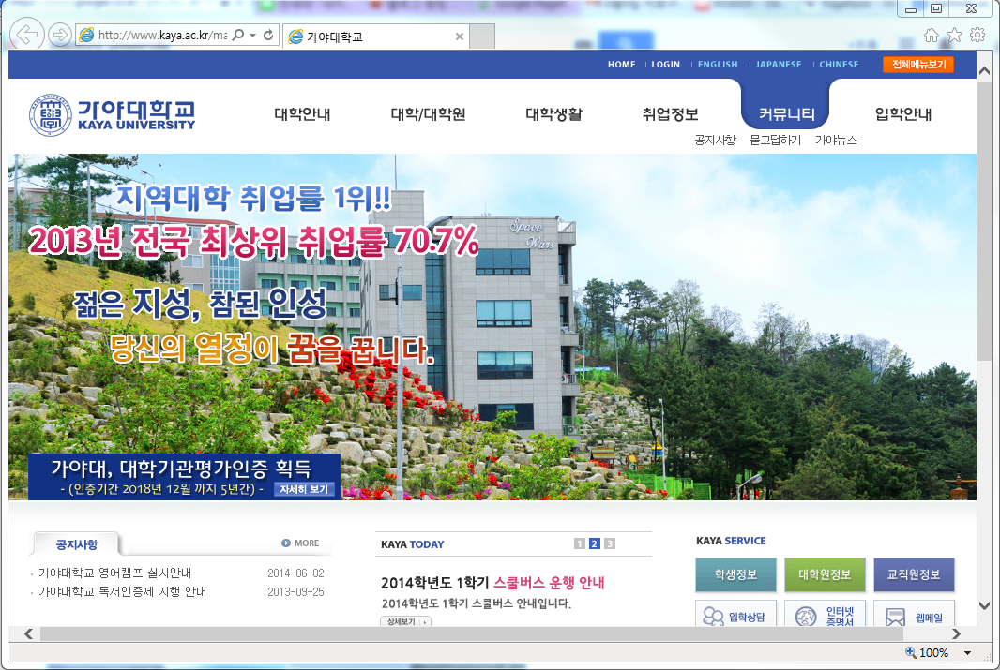 http://www.kaya.ac.kr/ma
가야대학교
HOME
LOGIN
ENGLISH
JAPANESE
CHINESE
전체메뉴보기
가야대학교
KAYA UNIVERSITY
대학안내
대학/대학원
대학생활
취업정보
커뮤니티
입학안내
공지사항 묻고답하기 가야뉴스
지역대학 취업률 1위!!
2013년 전국 최상위 취업률 70.7%
Space
Wars
젊은 지성, 참된 인성
당신의 열정이 꿈을 꿉니다.
가야대, 대학기관평가인증 획득
- (인증기간 2018년 12월 까지 5년간) -
자세히 보기
공지사항
MORE
· 가야대학교 영어캠프 실시안내 2014-06-02
· 가야대학교 독서인증제 시행 안내 2013-09-25
KAYA TODAY
1 2 3
2014학년도 1학기 스쿨버스 운행 안내
2014학년도 1학기 스쿨버스 안내입니다.
상세보기
KAYA SERVICE
학생정보
대학원정보
교직원정보
입학상담
인터넷
증명서
웹메일
100%